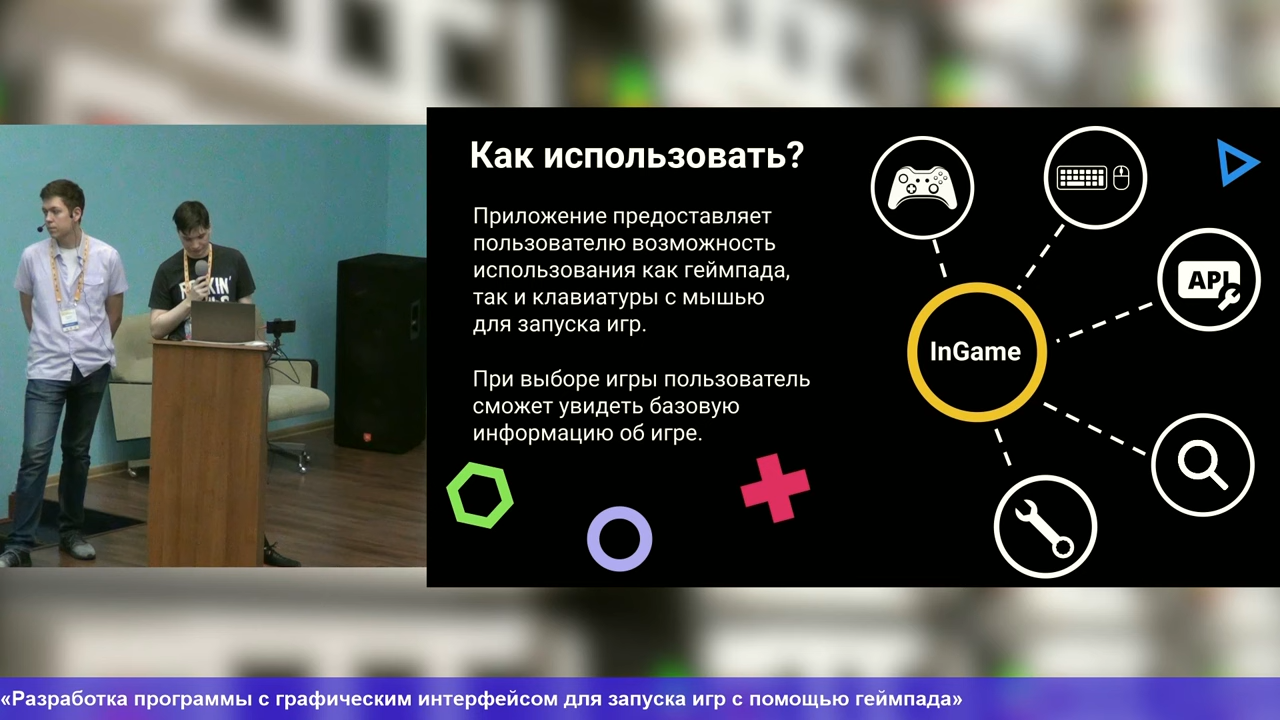 Как использовать?
Приложение предоставляет
пользователю возможность
использования как геймпада,
так и клавиатуры с мышью
для запуска игр.
При выборе игры пользователь
сможет увидеть базовую
информацию об игре.
API
InGame
«Разработка программы с графическим интерфейсом для запуска игр с помощью геймпада»